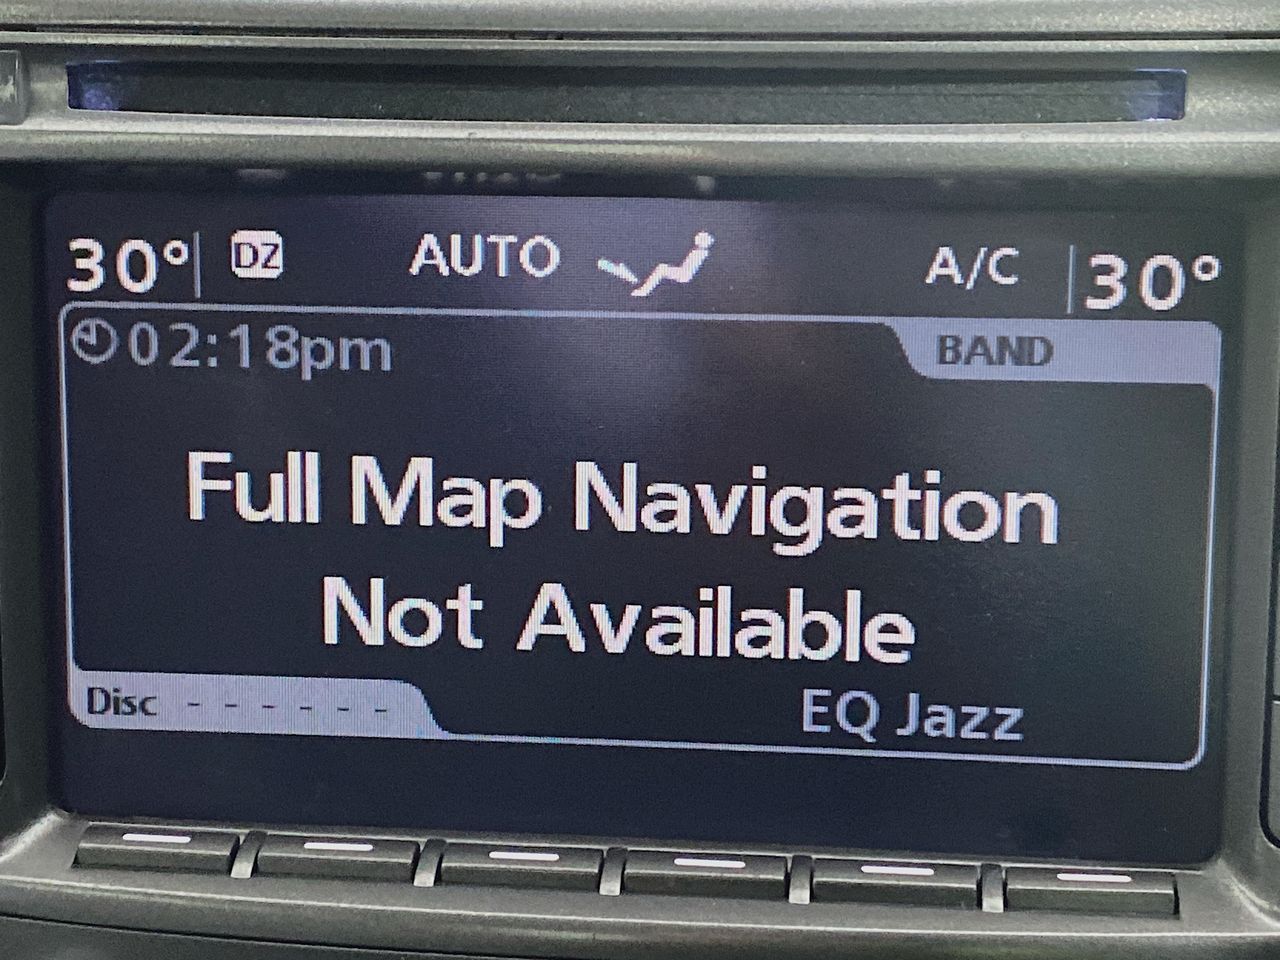 30° DZ AUTO A/C 30°
02:18pm BAND
Full Map Navigation
Not Available
Disc - - - - - -
EQ Jazz